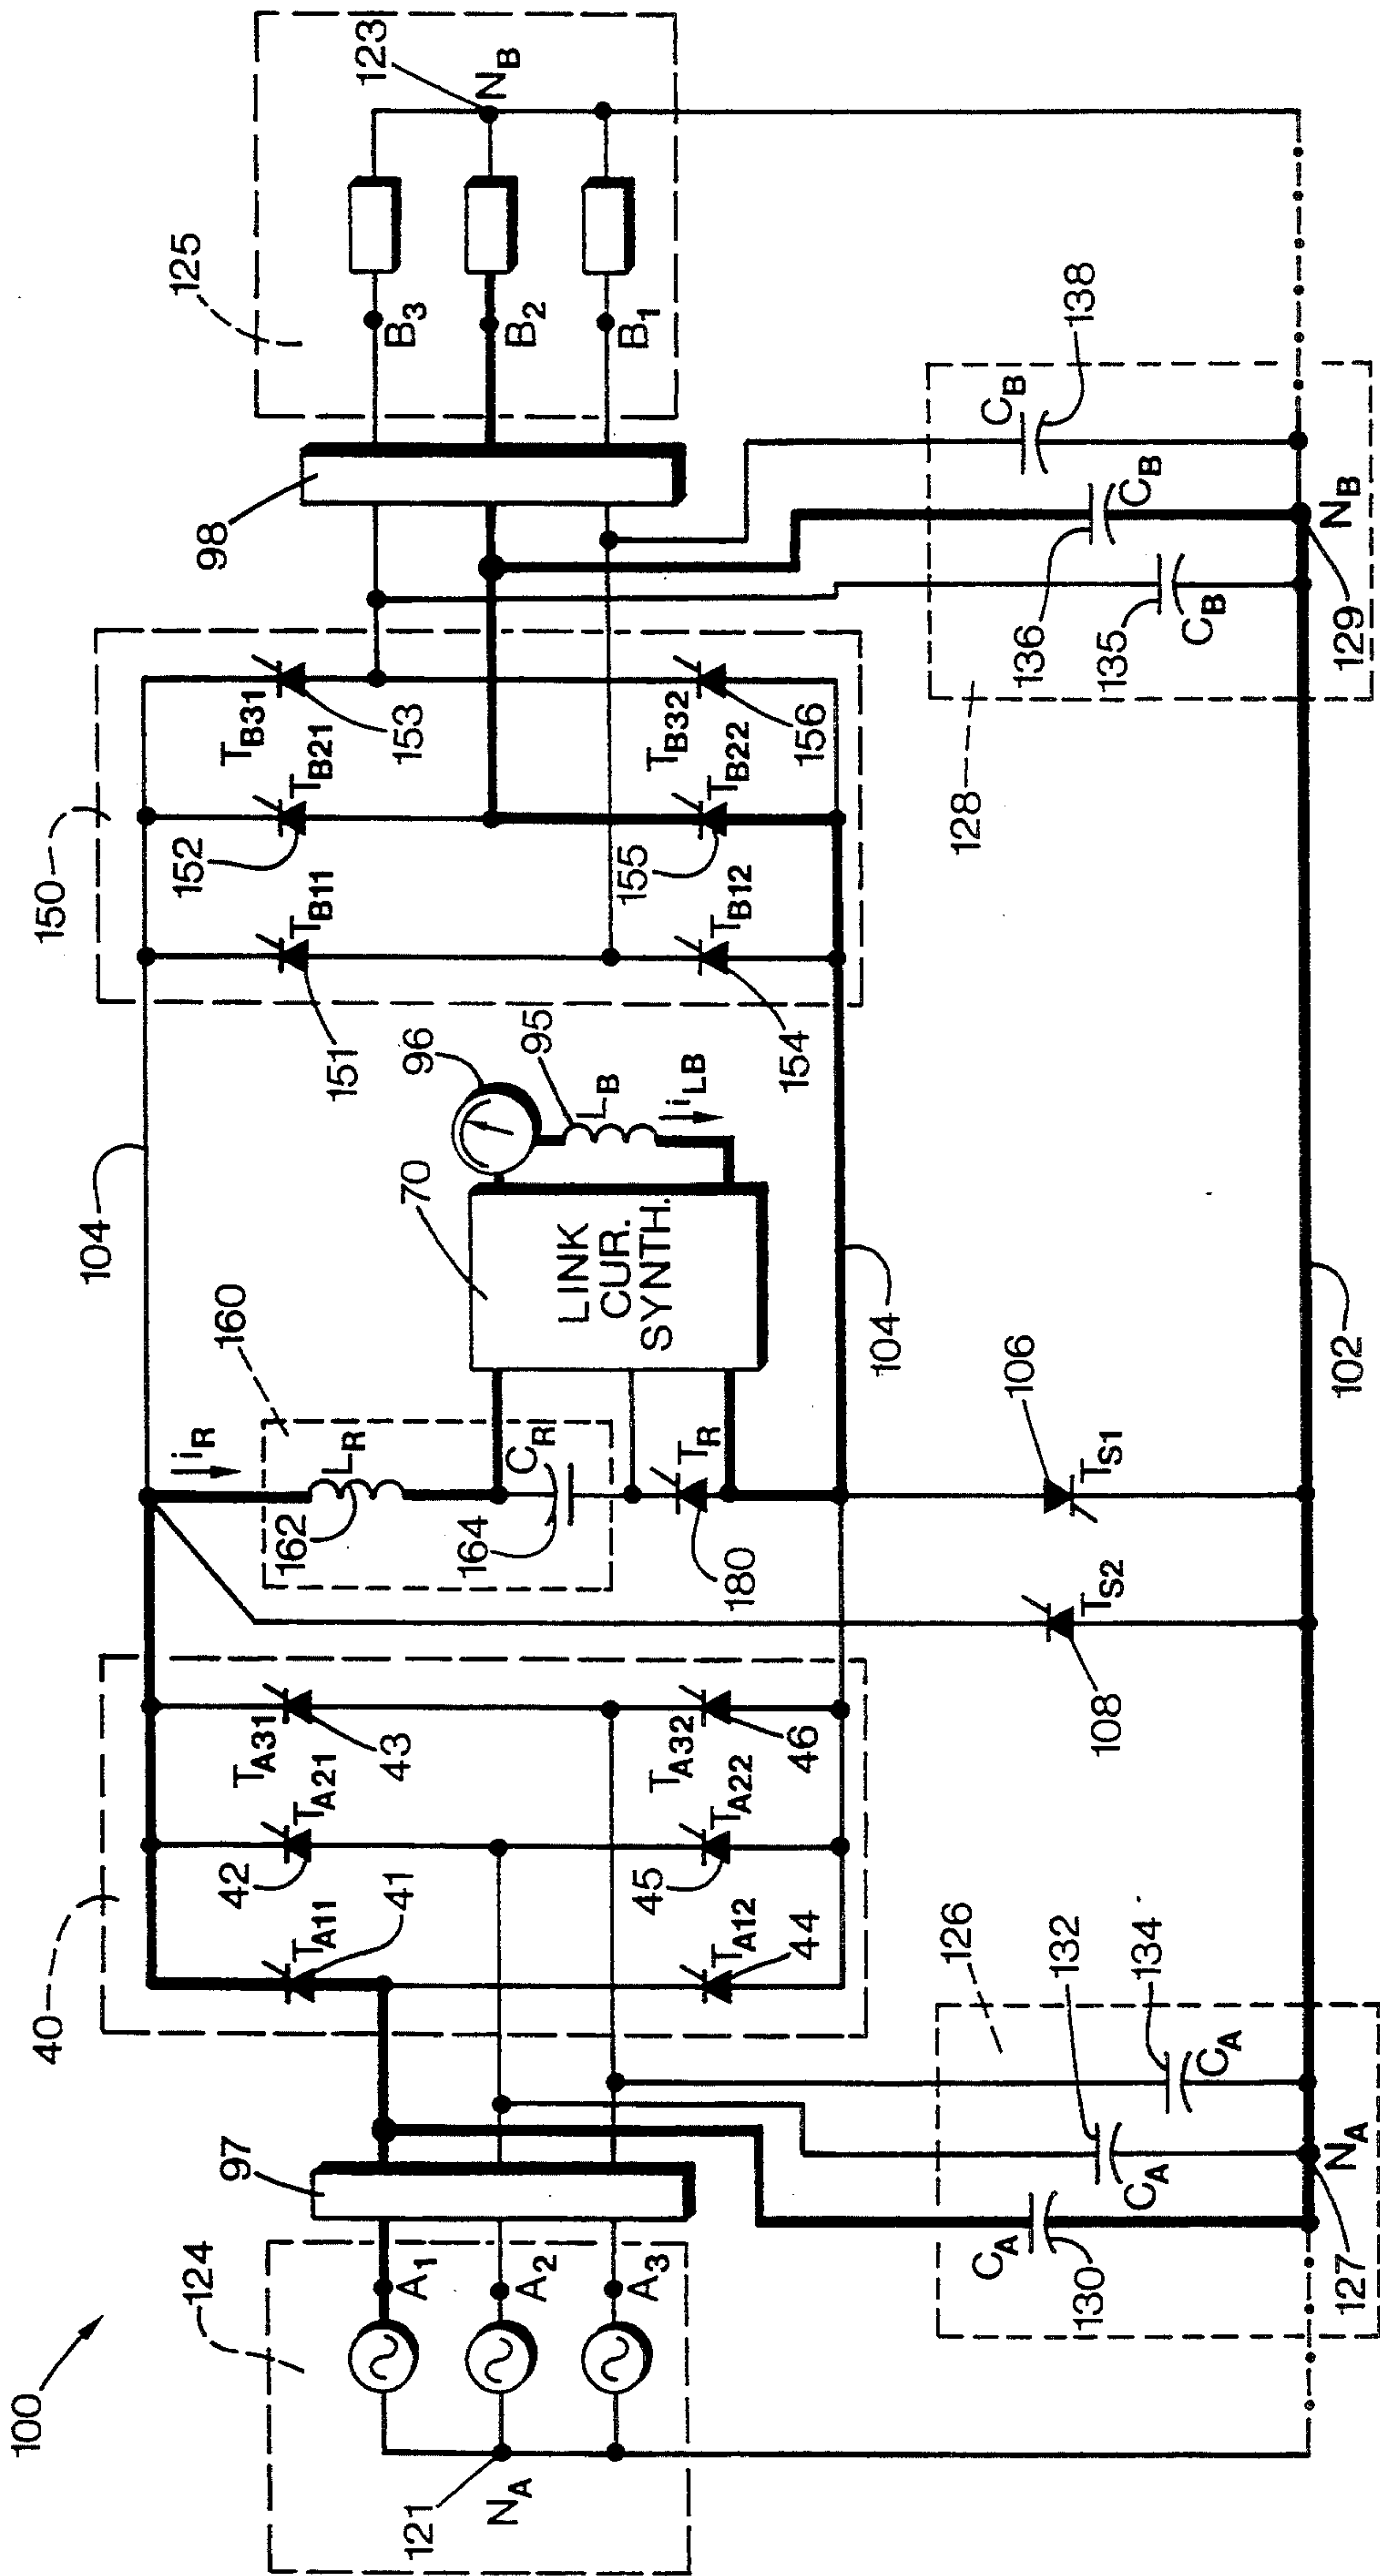 100
124
97
40
104
160
70
96
95
150
98
125
A1
A2
A3
121
NA
41
TA11
42
TA21
43
TA31
44
TA12
45
TA22
46
TA32
iR
LR
162
CR
164
TR
180
LINK
CUR.
SYNTH.
LB
iLB
104
151
TB11
152
TB21
153
TB31
154
TB12
155
TB22
156
TB32
B3
B2
B1
123
NB
126
CA
130
CA
132
CA
134
127
NA
108
TS2
106
TS1
102
128
135
CB
136
CB
138
CB
129
NB